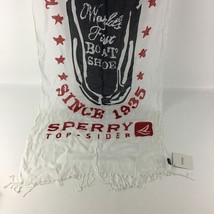 World's
First
BOAT
SHOE
SINCE 1935
SPERRY
TOP-SIDER